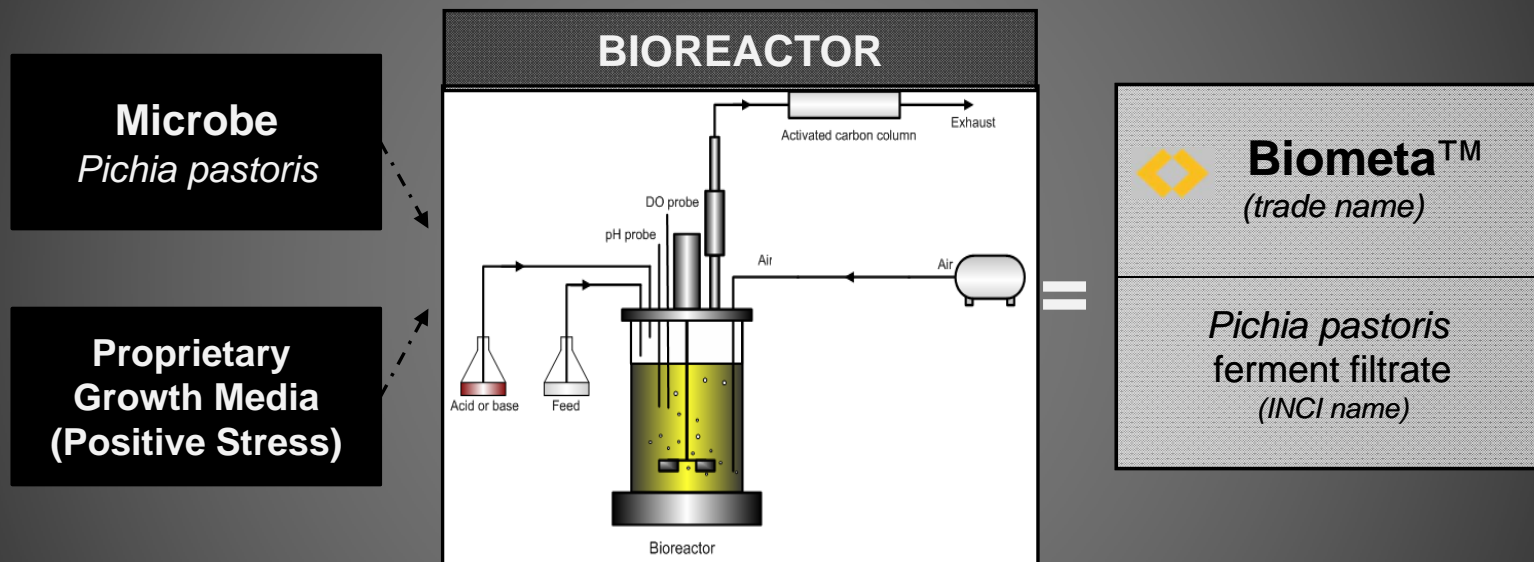 Microbe
Pichia pastoris
Proprietary
Growth Media
(Positive Stress)
BIOREACTOR
Activated carbon column
Exhaust
DO probe
pH probe
Air
Air
Acid or base
Feed
Bioreactor
=
Biometa™
(trade name)
Pichia pastoris
ferment filtrate
(INCI name)